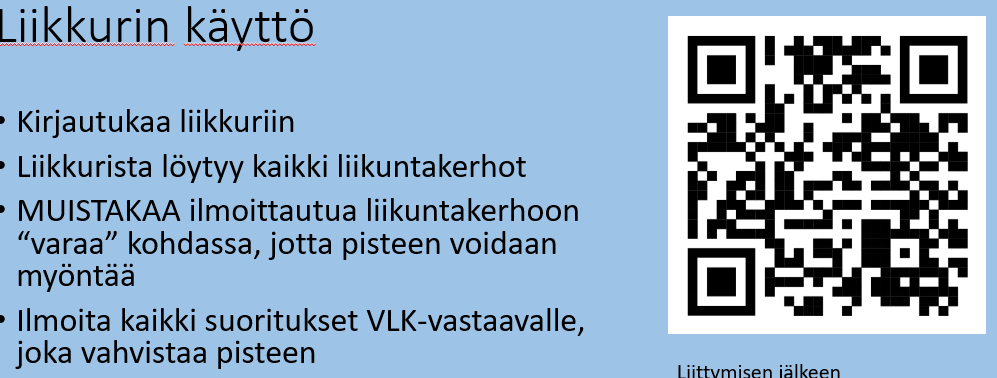 Liikkurin käyttö
• Kirjautukaa liikkuriin
• Liikkurista löytyy kaikki liikuntakerhot
• MUISTAKAA ilmoittautua liikuntakerhoon
“varaa” kohdassa, jotta pisteen voidaan
myöntää
• Ilmoita kaikki suoritukset VLK-vastaavalle,
joka vahvistaa pisteen
Liittymisen jälkeen